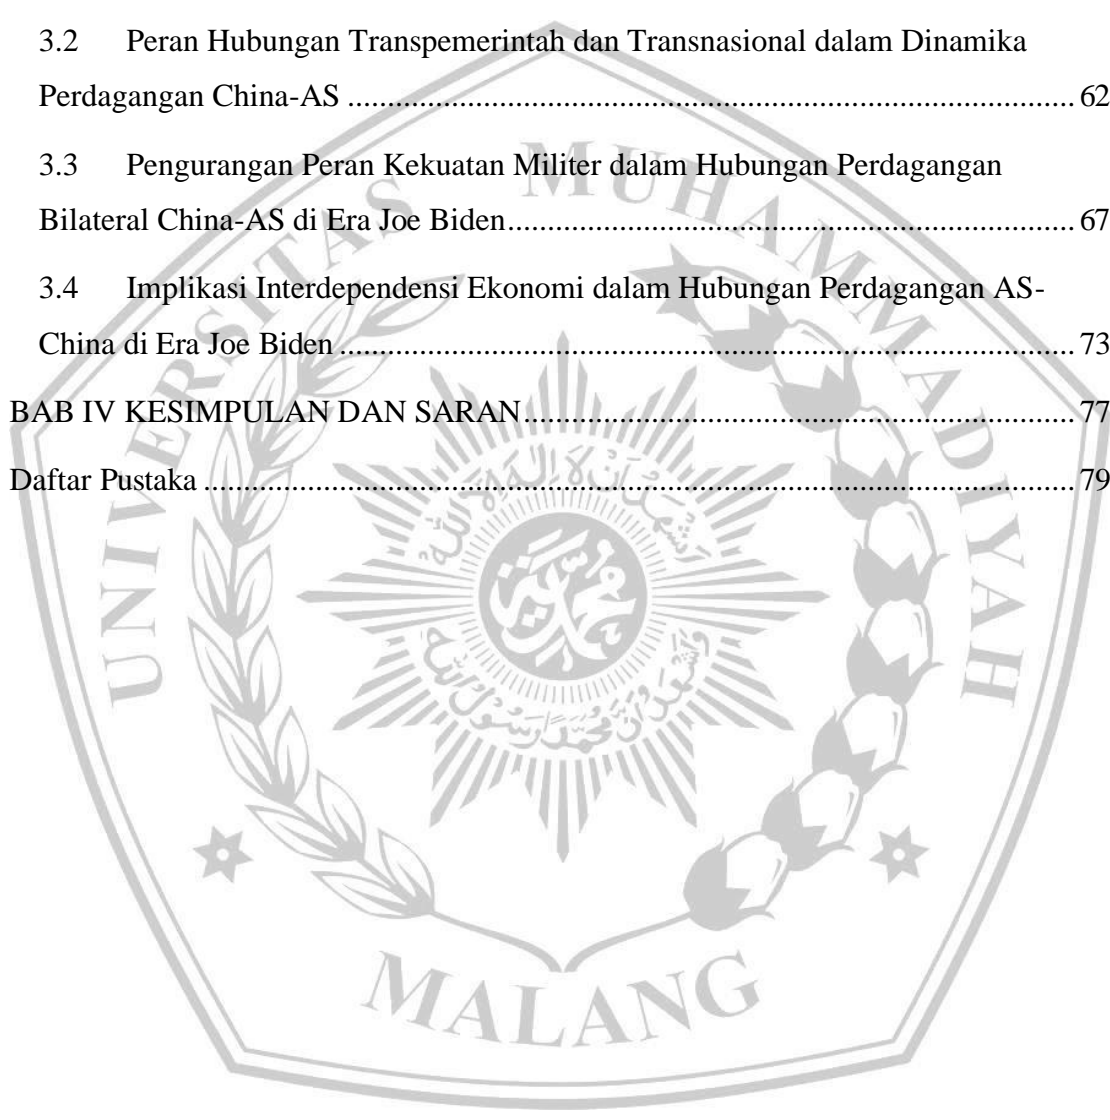 3.2 Peran Hubungan Transpemerintah dan Transnasional dalam Dinamika
Perdagangan China-AS ........................................ 62
3.3 Pengurangan Peran Kekuatan Militer dalam Hubungan Perdagangan
Bilateral China-AS di Era Joe Biden ........................................ 67
3.4 Implikasi Interdependensi Ekonomi dalam Hubungan Perdagangan AS-
China di Era Joe Biden ........................................ 73
BAB IV KESIMPULAN DAN SARAN ........................................ 77
Daftar Pustaka ........................................ 79
UNIVERSITAS MUHAMMADIYAH
MALANG